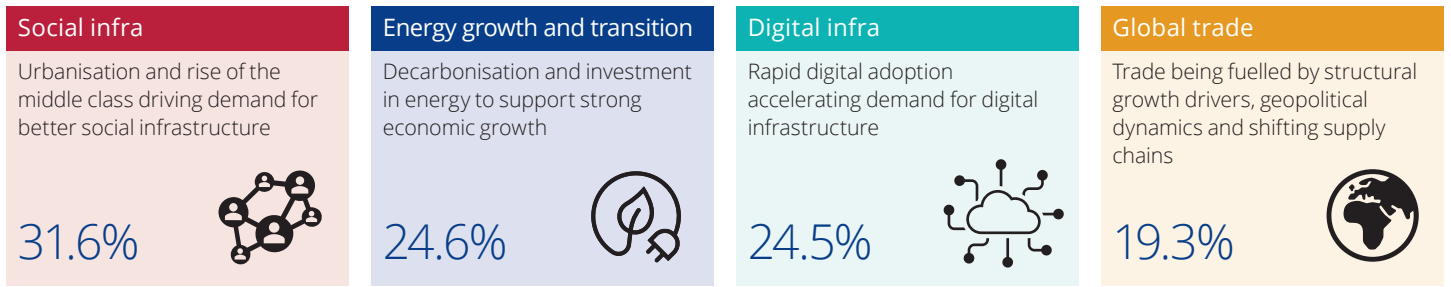 Social infra
Urbanisation and rise of the
middle class driving demand for
better social infrastructure
31.6%
Energy growth and transition
Decarbonisation and investment
in energy to support strong
economic growth
24.6%
Digital infra
Rapid digital adoption
accelerating demand for digital
infrastructure
24.5%
Global trade
Trade being fuelled by structural
growth drivers, geopolitical
dynamics and shifting supply
chains
19.3%